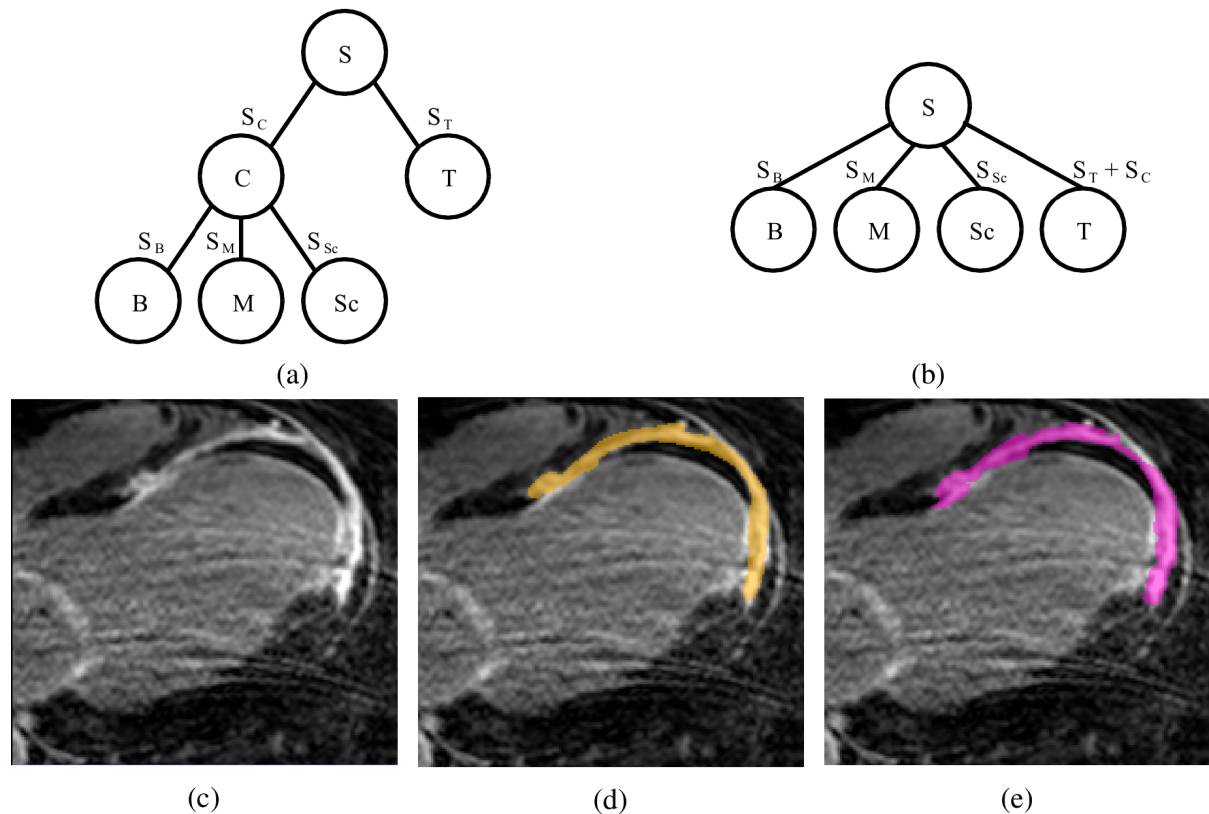 S
S_C S_T
C T
S_B S_M S_Sc
B M Sc
(a)
S
S_B S_M S_Sc S_T + S_C
B M Sc T
(b)
(c) (d) (e)